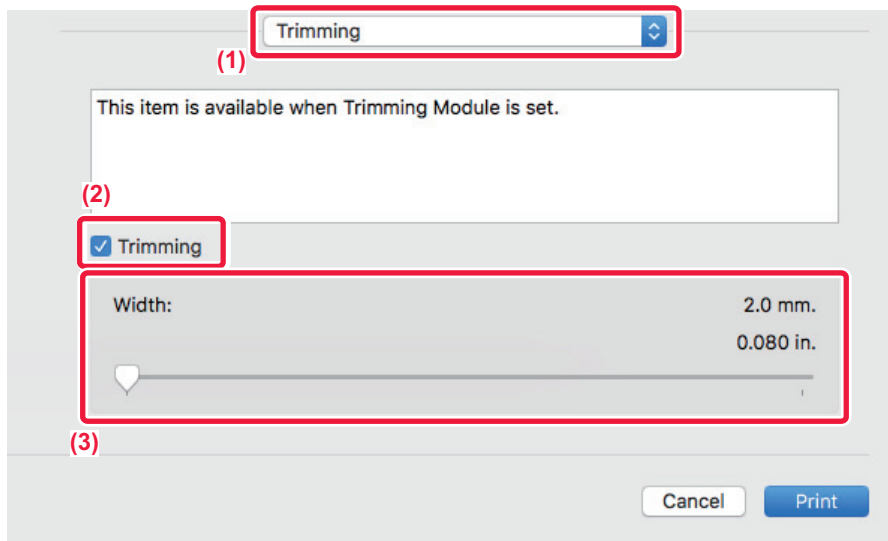 Trimming
(1)
This item is available when Trimming Module is set.
(2)
Trimming
Width: 2.0 mm.
0.080 in.
(3)
Cancel Print